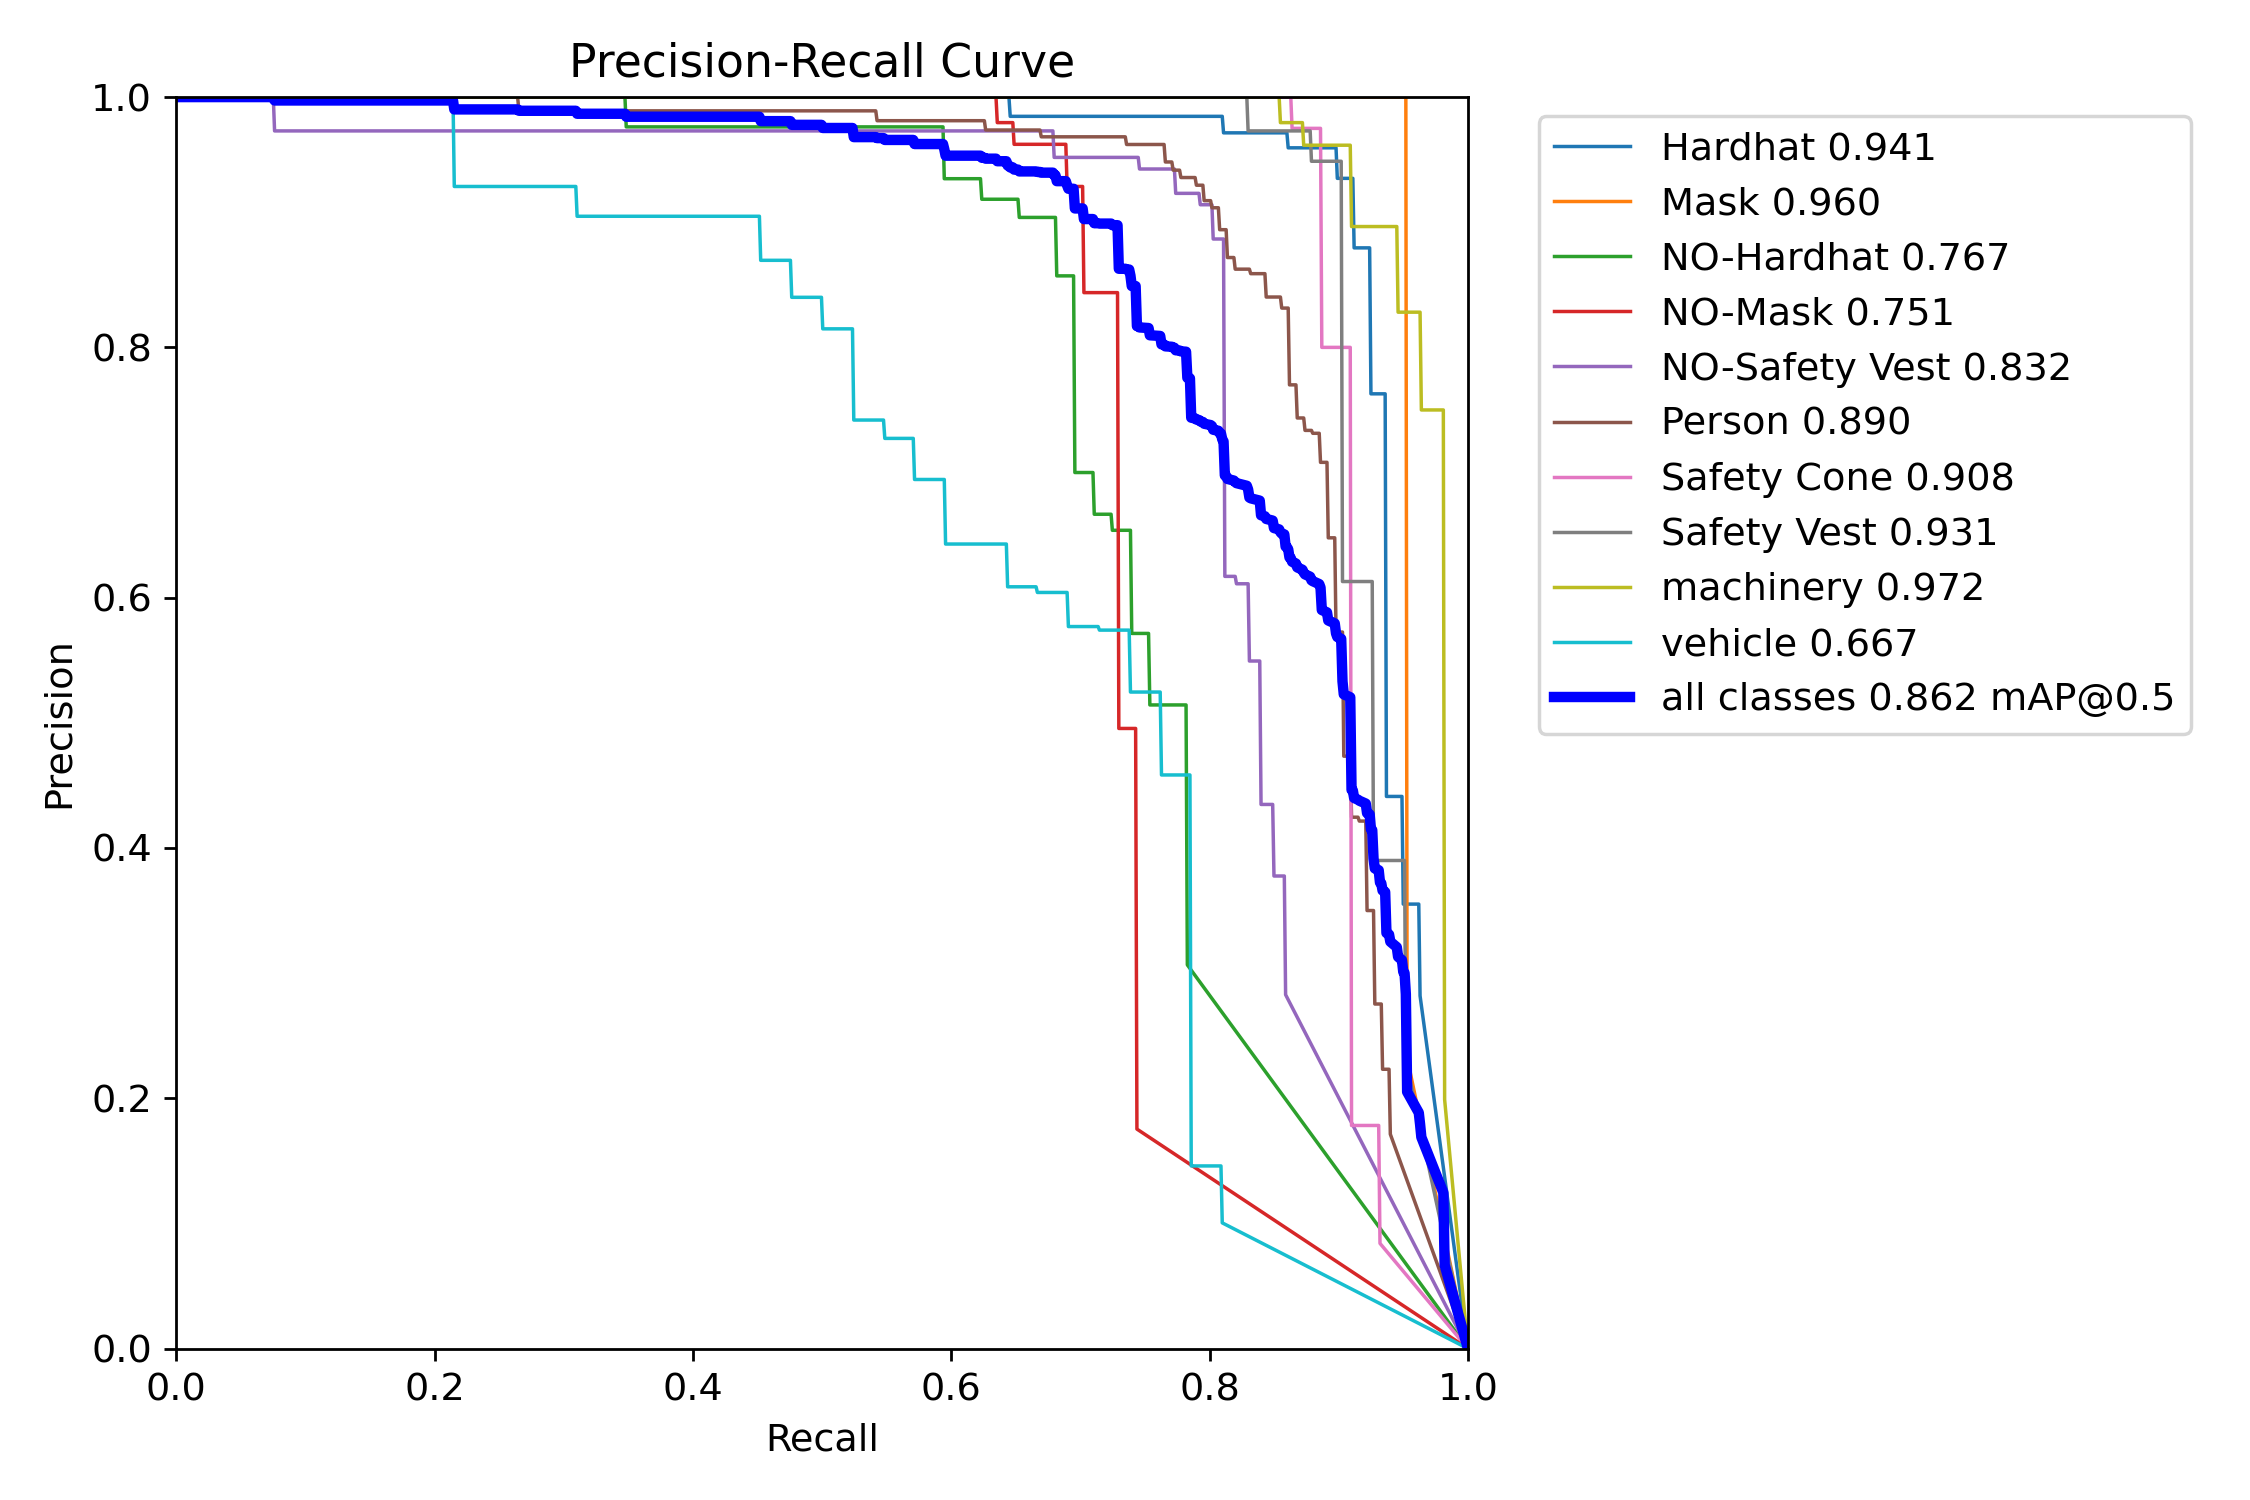 Precision-Recall Curve
1.0
0.8
0.6
0.4
0.2
0.0
Precision
0.0 0.2 0.4 0.6 0.8 1.0
Recall
Hardhat 0.941
Mask 0.960
NO-Hardhat 0.767
NO-Mask 0.751
NO-Safety Vest 0.832
Person 0.890
Safety Cone 0.908
Safety Vest 0.931
machinery 0.972
vehicle 0.667
all classes 0.862 mAP@0.5